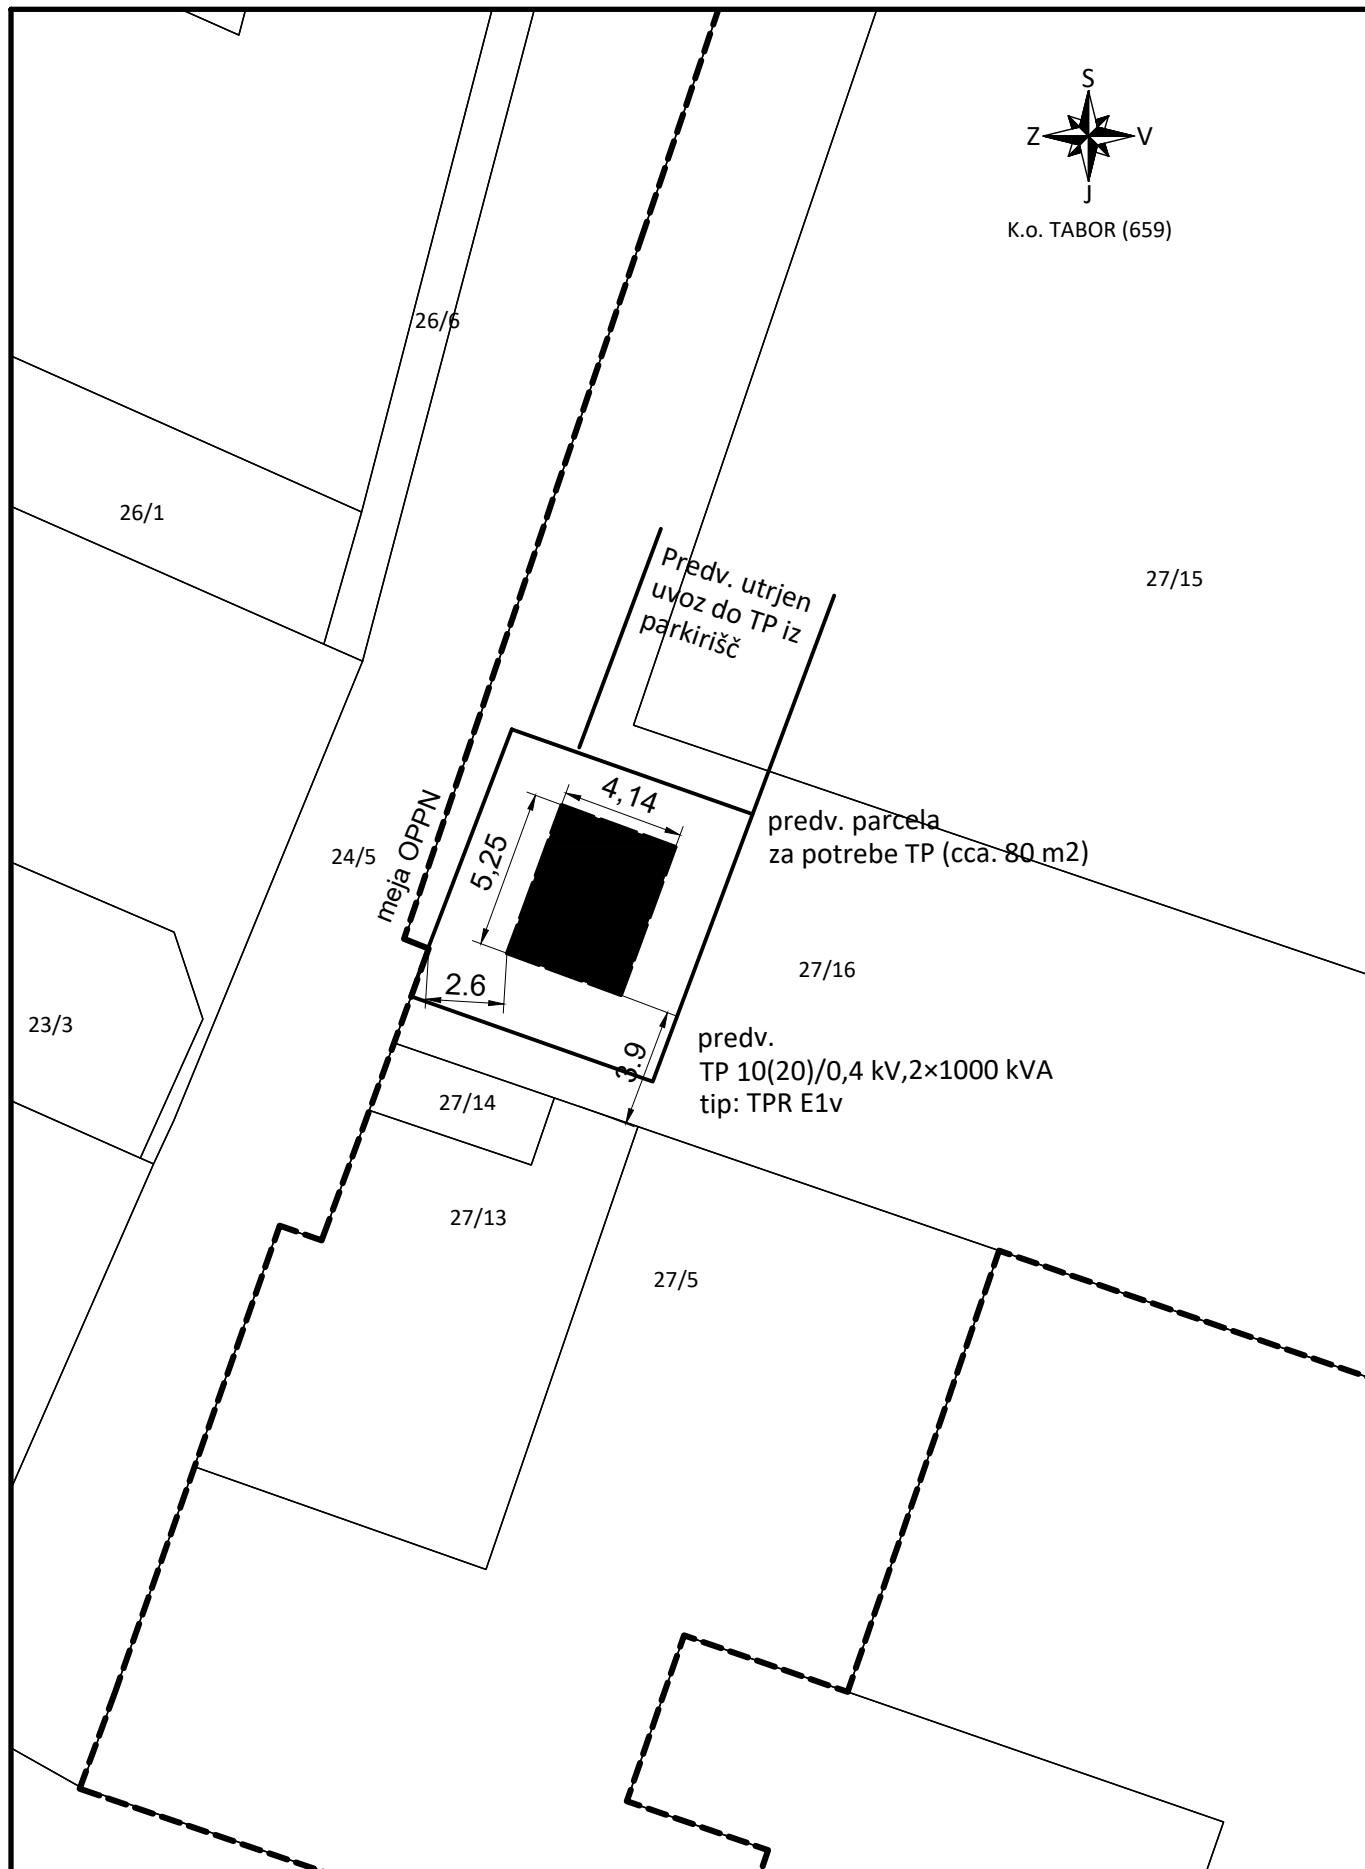 S
Z
V
J
K.o. TABOR (659)
26/6
26/1
27/15
Predv. utrjen
uvoz do TP iz
parkirišč
4,14
5,25
predv. parcela
za potrebe TP (cca. 80 m2)
meja OPPN
24/5
27/16
2.6
23/3
3.9
predv.
TP 10(20)/0,4 kV,2×1000 kVA
tip: TPR E1v
27/14
27/13
27/5